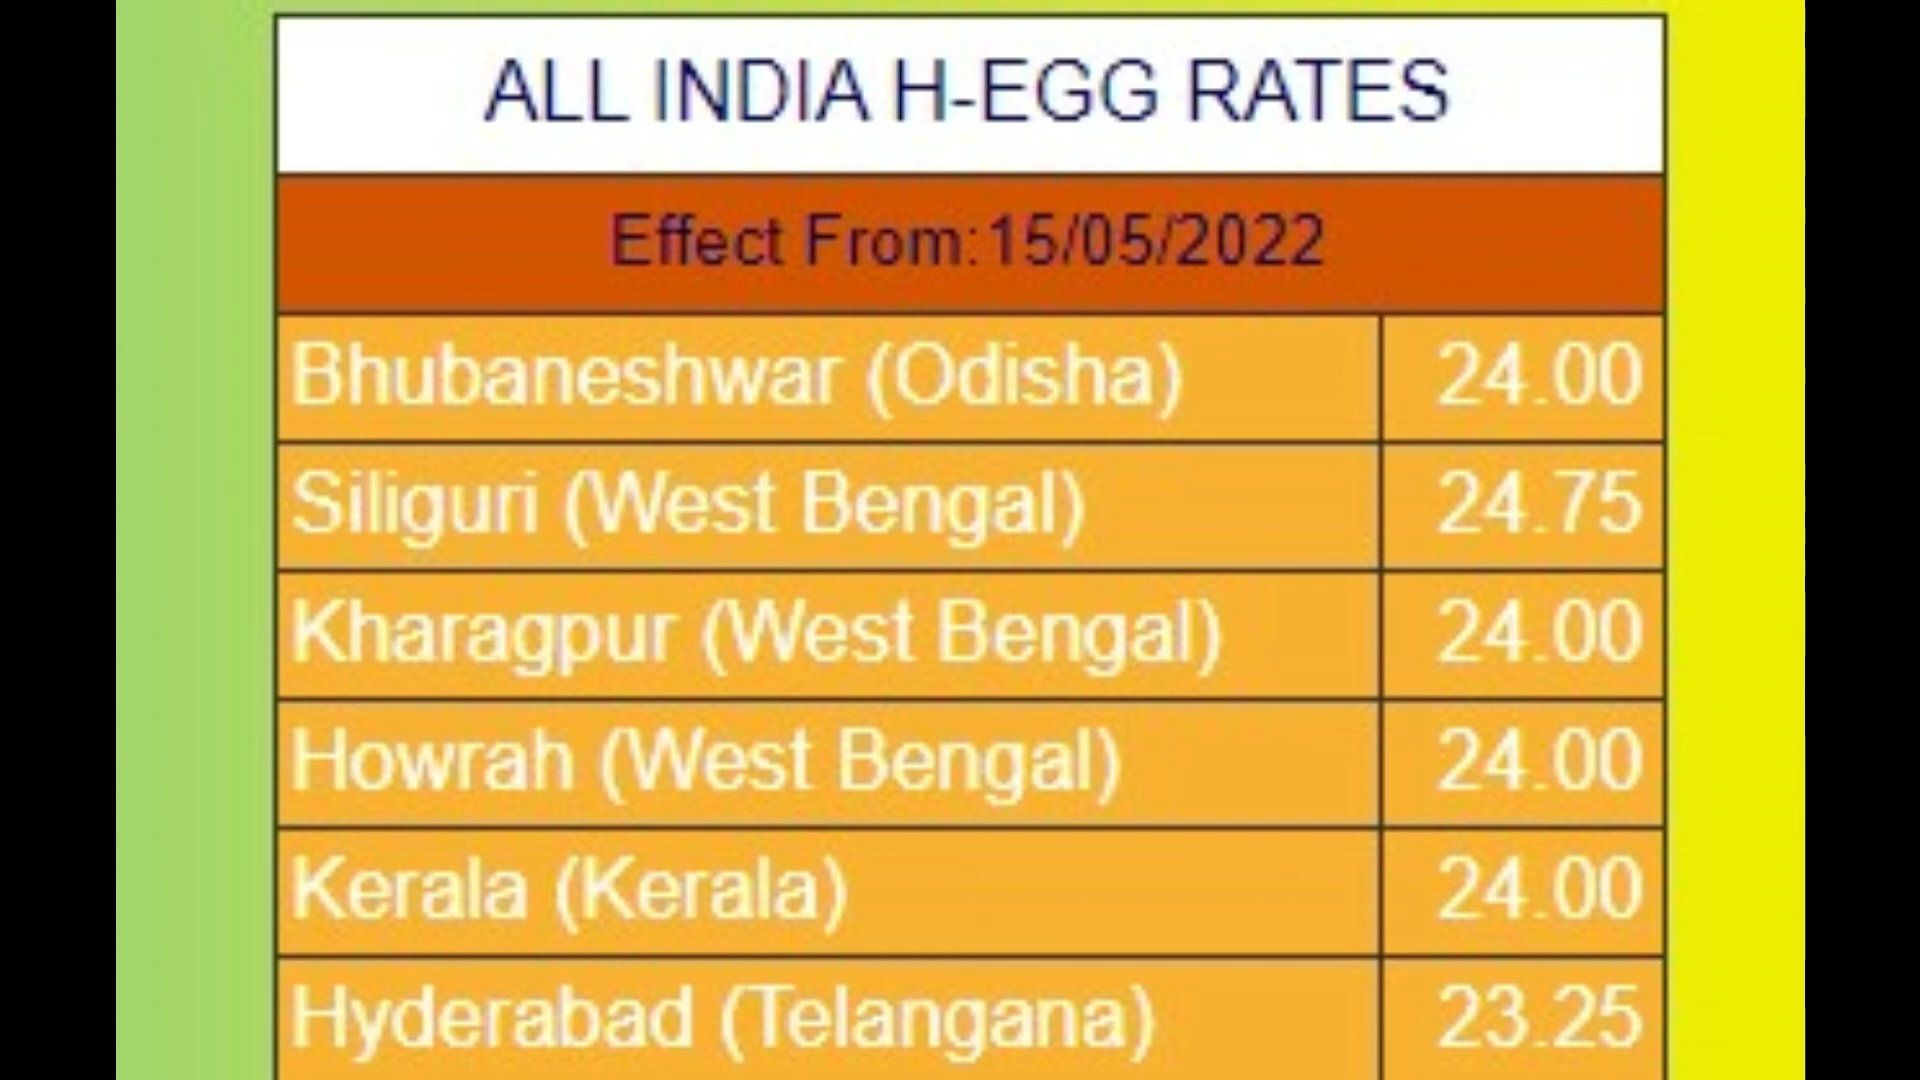 ALL INDIA H-EGG RATES
Effect From:15/05/2022
Bhubaneshwar (Odisha) 24.00
Siliguri (West Bengal) 24.75
Kharagpur (West Bengal) 24.00
Howrah (West Bengal) 24.00
Kerala (Kerala) 24.00
Hyderabad (Telangana) 23.25